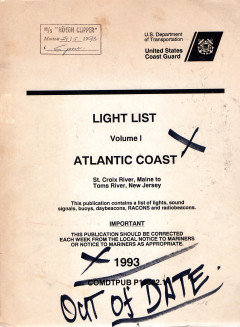 U.S. Department
of Transportation
United States
Coast Guard
LIGHT LIST
Volume I
ATLANTIC COAST
St. Croix River, Maine to
Toms River, New Jersey
This publication contains a list of lights, sound
signals, buoys, daybeacons, RACONS and radiobeacons.
IMPORTANT
THIS PUBLICATION SHOULD BE CORRECTED
EACH WEEK FROM THE LOCAL NOTICE TO MARINERS
OR NOTICE TO MARINERS AS APPROPRIATE.
1993
COMDTPUB
OUT OF DATE.